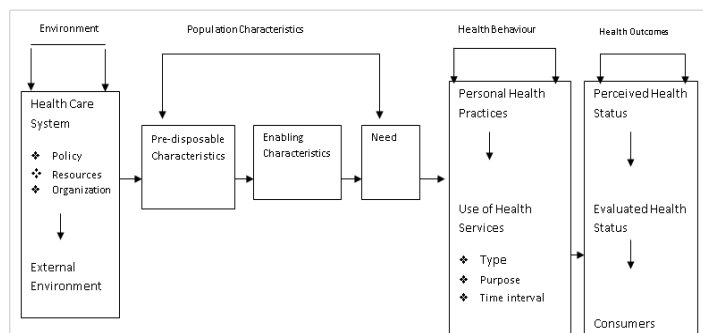 Environment
Population Characteristics
Health Behaviour
Health Outcomes
Health Care
System
❖ Policy
❖ Resources
❖ Organization
External
Environment
Pre-disposable
Characteristics
Enabling
Characteristics
Need
Personal Health
Practices
Use of Health
Services
❖ Type
❖ Purpose
❖ Time interval
Perceived Health
Status
Evaluated Health
Status
Consumers